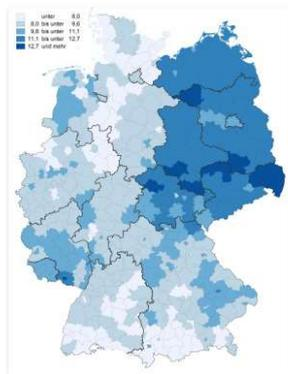 unter 8,0
8,0 bis unter 9,6
9,6 bis unter 11,1
11,1 bis unter 12,7
12,7 und mehr